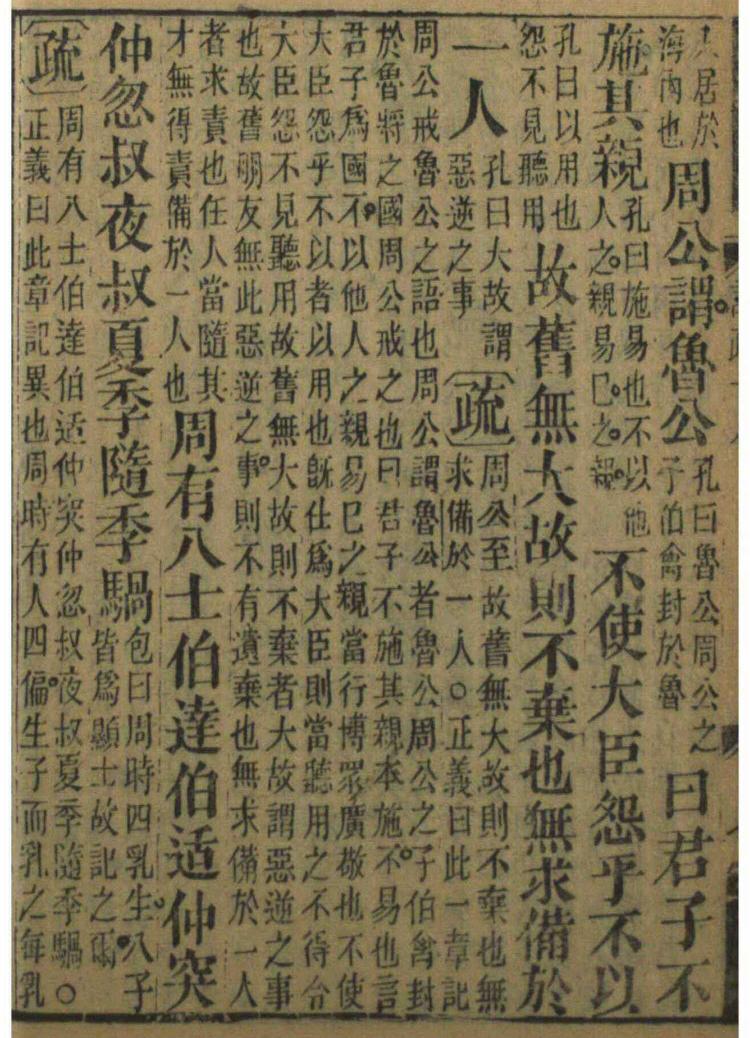 人居於海內也周公謂魯公孔曰魯公周公之子伯禽封於魯曰君子不
施其親孔曰施易也不以他人之親易巳之親不使大臣怨乎不以
孔曰以用也怨不見聽用故舊無大故則不棄也無求備於
一人孔曰大故謂惡逆之事疏周公至故舊無大故則不棄也無求備於一人○正義曰此一章記
周公戒魯公之語也周公謂魯公者魯公周公之子伯禽封
於魯將之國周公戒之也曰君子不施其親本施不易也言
君子爲國不以他人之親易巳之親當行博眾廣敬也不使
大臣怨乎不以者以用也既仕爲大臣則當聽用之不得令
大臣怨不見聽用故舊無大故則不棄者大故謂惡逆之事
也故舊朋友無此惡逆之事則不有遺棄也無求備於一人
者求責也任人當隨其才無得責備於一人也周有八士伯達伯适仲突
仲忽叔夜叔夏季隨季騧包曰周時四乳生八子皆爲顯士故記之爾
疏周有八士伯達伯适仲突仲忽叔夜叔夏季隨季騧○
正義曰此章記異也周時有人四偏生子而乳之每乳